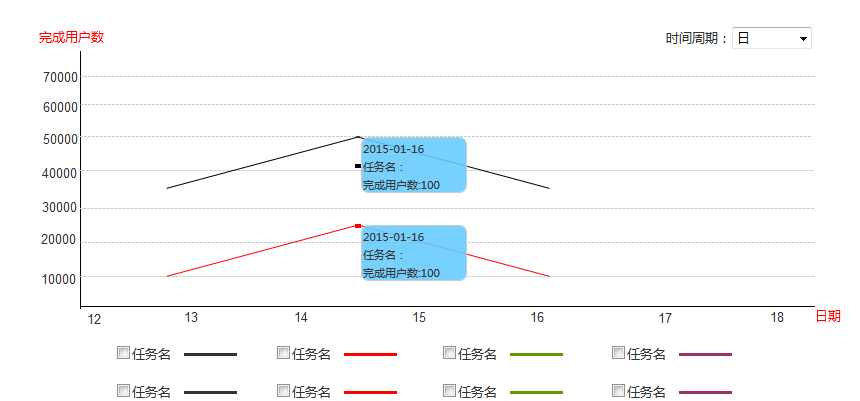 完成用户数
时间周期： 日
70000
60000
50000
40000
30000
20000
10000
2015-01-16
任务名：
完成用户数:100
2015-01-16
任务名：
完成用户数:100
12 13 14 15 16 17 18 日期
任务名 任务名 任务名 任务名
任务名 任务名 任务名 任务名